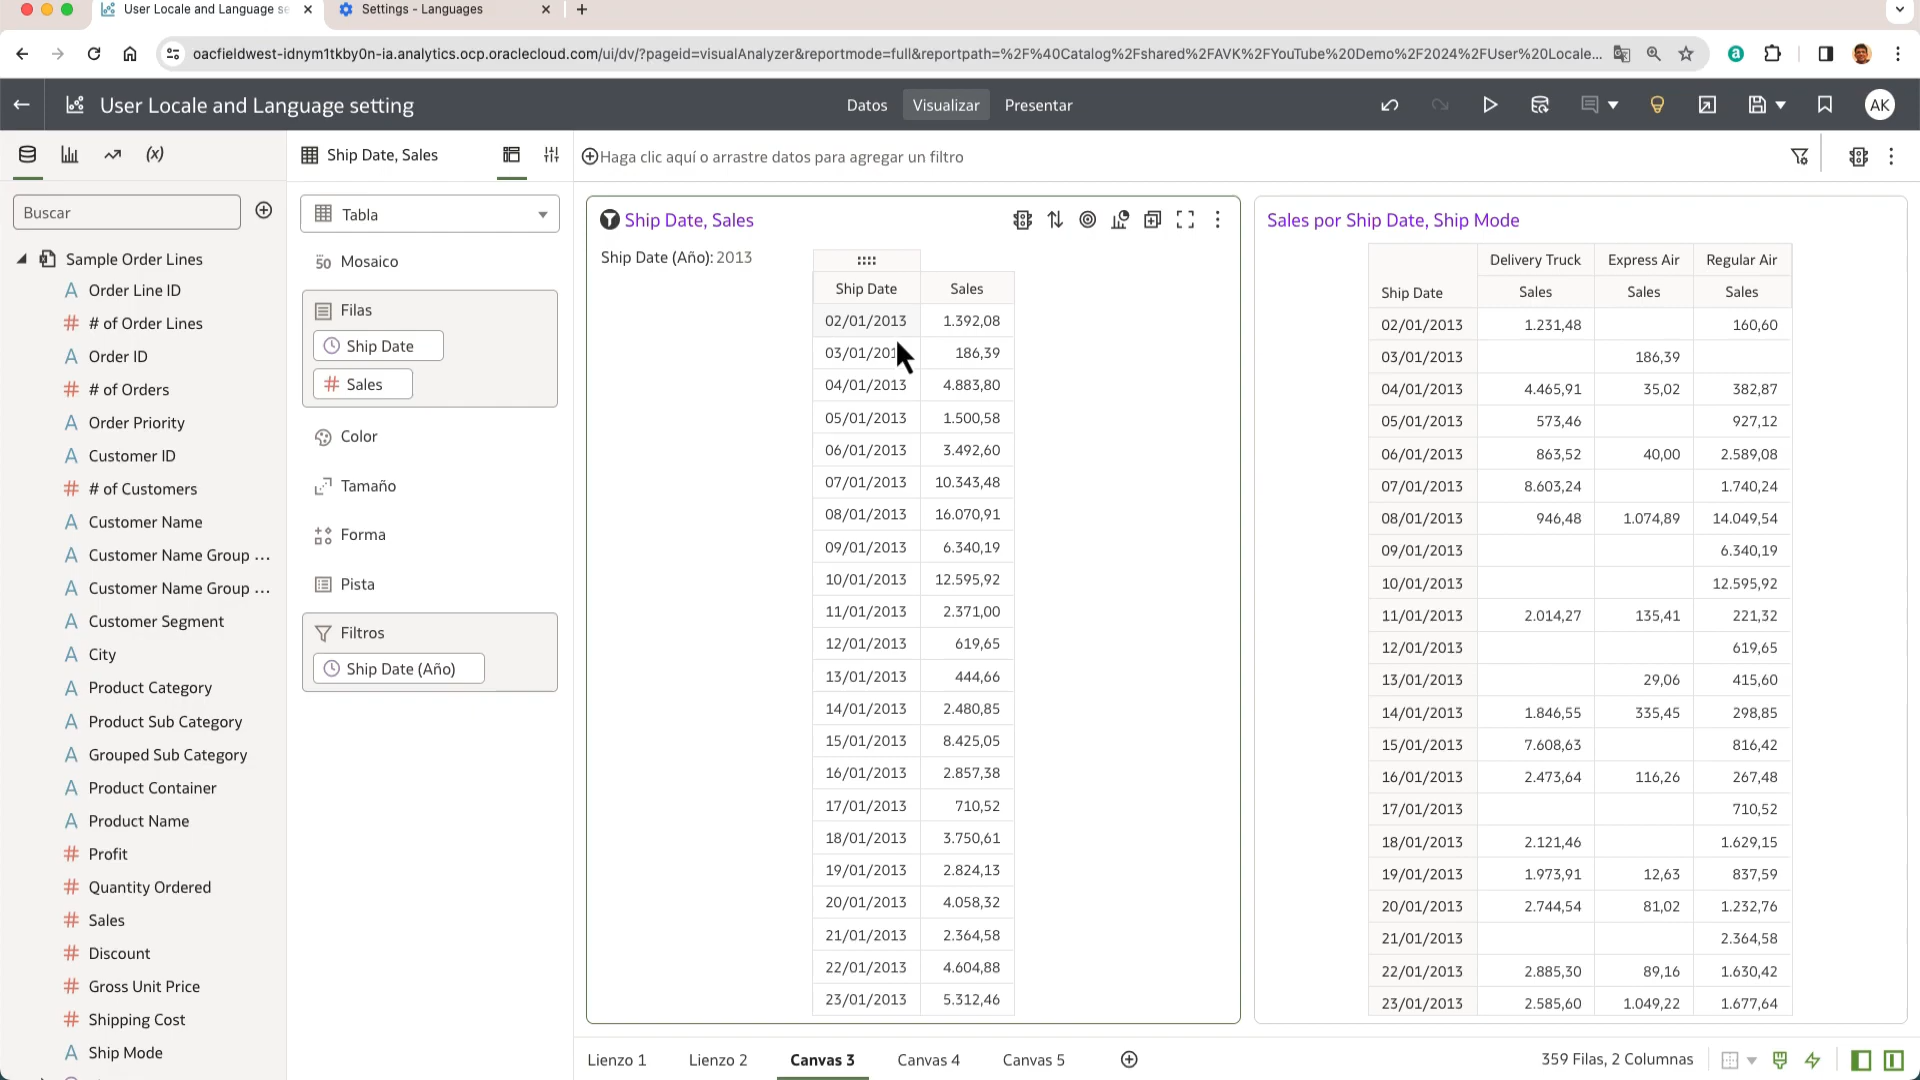 User Locale and Language se
Settings - Languages
oacfieldwest-idnym1tkby0n-ia.analytics.ocp.oraclecloud.com/ui/dv/?pageid=visualAnalyzer&reportmode=full&reportpath=%2F%40Catalog%2Fshared%2FAVK%2FYouTube%20Demo%2F2024%2FUser%20Locale...
User Locale and Language setting
Datos
Visualizar
Presentar
AK
(x)
Ship Date, Sales
Haga clic aquí o arrastre datos para agregar un filtro
Buscar
Sample Order Lines
A Order Line ID
# # of Order Lines
A Order ID
# # of Orders
A Order Priority
A Customer ID
# # of Customers
A Customer Name
A Customer Name Group ...
A Customer Name Group ...
A Customer Segment
A City
A Product Category
A Product Sub Category
A Grouped Sub Category
A Product Container
A Product Name
# Profit
# Quantity Ordered
# Sales
# Discount
# Gross Unit Price
# Shipping Cost
A Ship Mode
Tabla
50 Mosaico
Filas
Ship Date
# Sales
Color
Tamaño
Forma
Pista
Filtros
Ship Date (Año)
Ship Date, Sales
Ship Date (Año): 2013
Ship Date Sales
02/01/2013 1.392,08
03/01/201 186,39
04/01/2013 4.883,80
05/01/2013 1.500,58
06/01/2013 3.492,60
07/01/2013 10.343,48
08/01/2013 16.070,91
09/01/2013 6.340,19
10/01/2013 12.595,92
11/01/2013 2.371,00
12/01/2013 619,65
13/01/2013 444,66
14/01/2013 2.480,85
15/01/2013 8.425,05
16/01/2013 2.857,38
17/01/2013 710,52
18/01/2013 3.750,61
19/01/2013 2.824,13
20/01/2013 4.058,32
21/01/2013 2.364,58
22/01/2013 4.604,88
23/01/2013 5.312,46
Sales por Ship Date, Ship Mode
Delivery Truck Express Air Regular Air
Ship Date Sales Sales Sales
02/01/2013 1.231,48 160,60
03/01/2013 186,39
04/01/2013 4.465,91 35,02 382,87
05/01/2013 573,46 927,12
06/01/2013 863,52 40,00 2.589,08
07/01/2013 8.603,24 1.740,24
08/01/2013 946,48 1.074,89 14.049,54
09/01/2013 6.340,19
10/01/2013 12.595,92
11/01/2013 2.014,27 135,41 221,32
12/01/2013 619,65
13/01/2013 29,06 415,60
14/01/2013 1.846,55 335,45 298,85
15/01/2013 7.608,63 816,42
16/01/2013 2.473,64 116,26 267,48
17/01/2013 710,52
18/01/2013 2.121,46 1.629,15
19/01/2013 1.973,91 12,63 837,59
20/01/2013 2.744,54 81,02 1.232,76
21/01/2013 2.364,58
22/01/2013 2.885,30 89,16 1.630,42
23/01/2013 2.585,60 1.049,22 1.677,64
Lienzo 1
Lienzo 2
Canvas 3
Canvas 4
Canvas 5
359 Filas, 2 Columnas